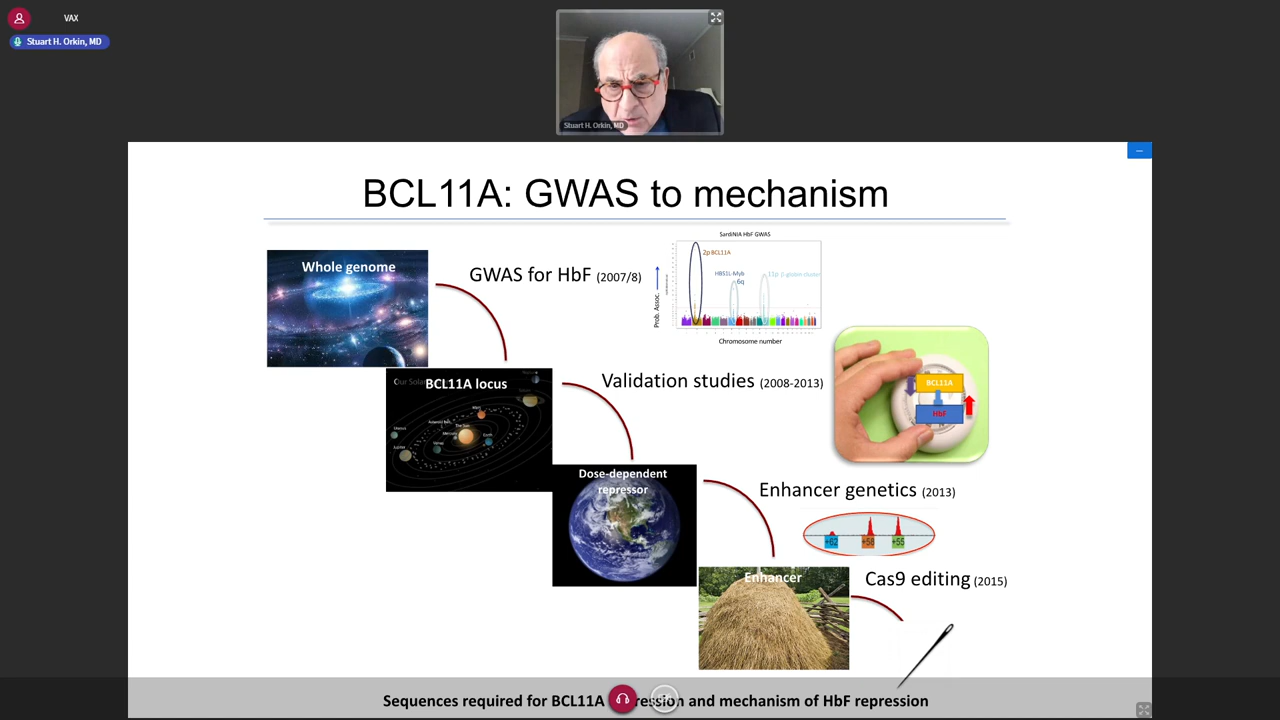 VAX
Stuart H. Orkin, MD
Stuart H. Orkin, MD
BCL11A: GWAS to mechanism
Whole genome
GWAS for HbF (2007/8)
SardiNIA HbF GWAS
2p BCL11A
HBS1L-Myb
6q
11p β-globin cluster
Prob. Assoc.
Chromosome number
BCL11A locus
Validation studies (2008-2013)
BCL11A
HbF
Dose-dependent
repressor
Enhancer genetics (2013)
+62
+58
+55
Enhancer
Cas9 editing (2015)
Sequences required for BCL11A and mechanism of HbF repression